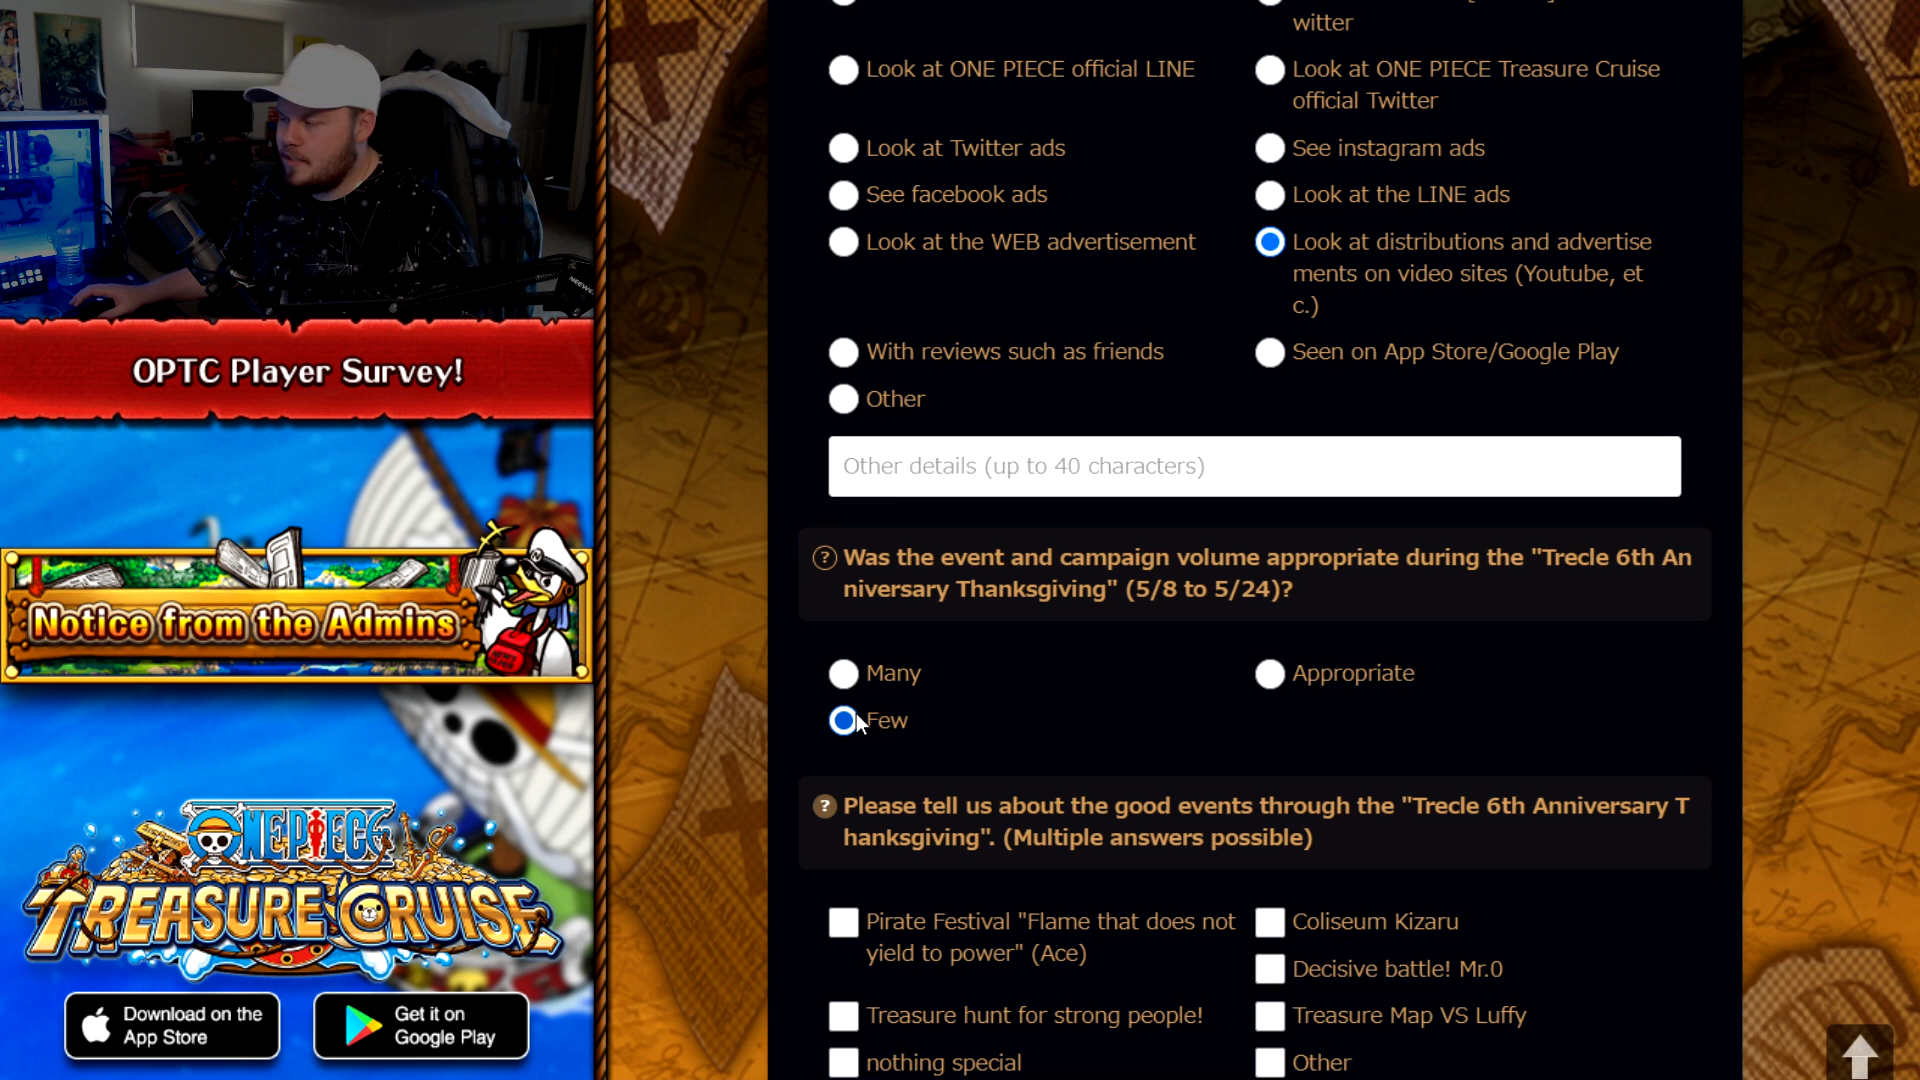 ZELDA
OPTC Player Survey!
Notice from the Admins
ONE PIECE
TREASURE CRUISE
Download on the
App Store
Get it on
Google Play
witter
Look at ONE PIECE official LINE
Look at ONE PIECE Treasure Cruise
official Twitter
Look at Twitter ads
See instagram ads
See facebook ads
Look at the LINE ads
Look at the WEB advertisement
Look at distributions and advertise
ments on video sites (Youtube, et
c.)
With reviews such as friends
Seen on App Store/Google Play
Other
Other details (up to 40 characters)
? Was the event and campaign volume appropriate during the "Trecle 6th An
niversary Thanksgiving" (5/8 to 5/24)?
Many
Appropriate
Few
? Please tell us about the good events through the "Trecle 6th Anniversary T
hanksgiving". (Multiple answers possible)
Pirate Festival "Flame that does not
yield to power" (Ace)
Coliseum Kizaru
Decisive battle! Mr.0
Treasure hunt for strong people!
Treasure Map VS Luffy
nothing special
Other